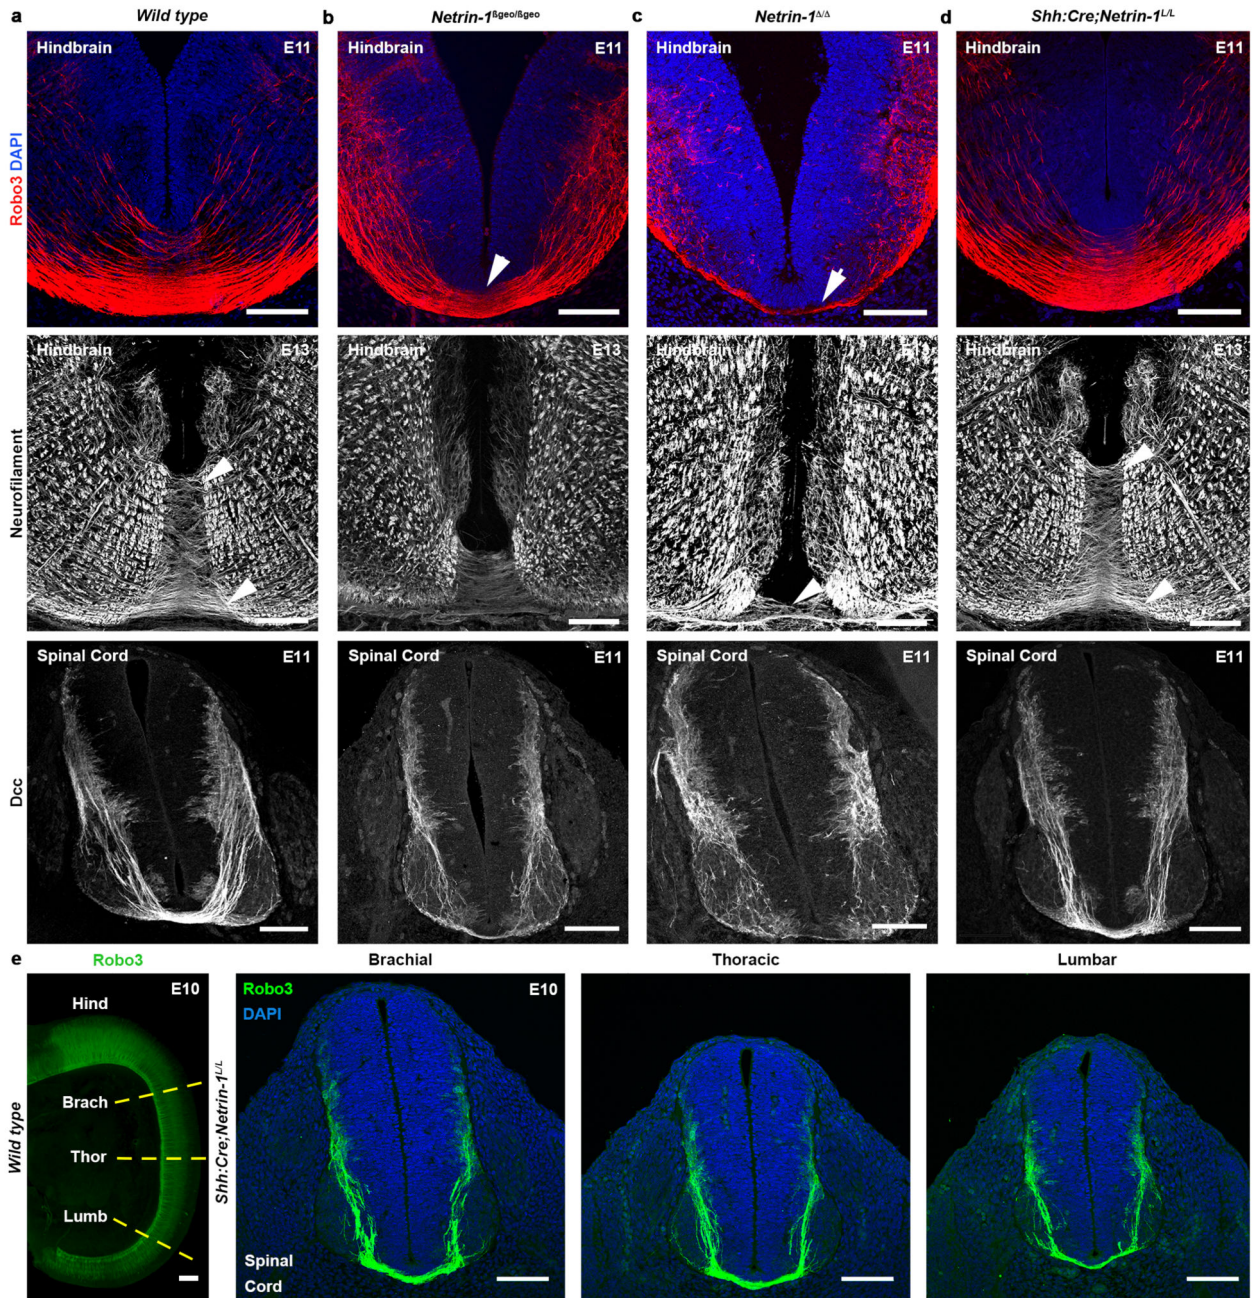 a Wild type b Netrin-1ßgeo/ßgeo c Netrin-1Δ/Δ d Shh:Cre;Netrin-1L/L
Robo3 DAPI
Hindbrain E11 Hindbrain E11 Hindbrain E11 Hindbrain E11
Neurofilament
Hindbrain E13 Hindbrain E13 Hindbrain E13 Hindbrain E13
Dcc
Spinal Cord E11 Spinal Cord E11 Spinal Cord E11 Spinal Cord E11
e Robo3 Brachial Thoracic Lumbar
Wild type
E10
Hind
Brach
Thor
Lumb
Shh:Cre;Netrin-1L/L
Robo3 E10
DAPI
Spinal
Cord